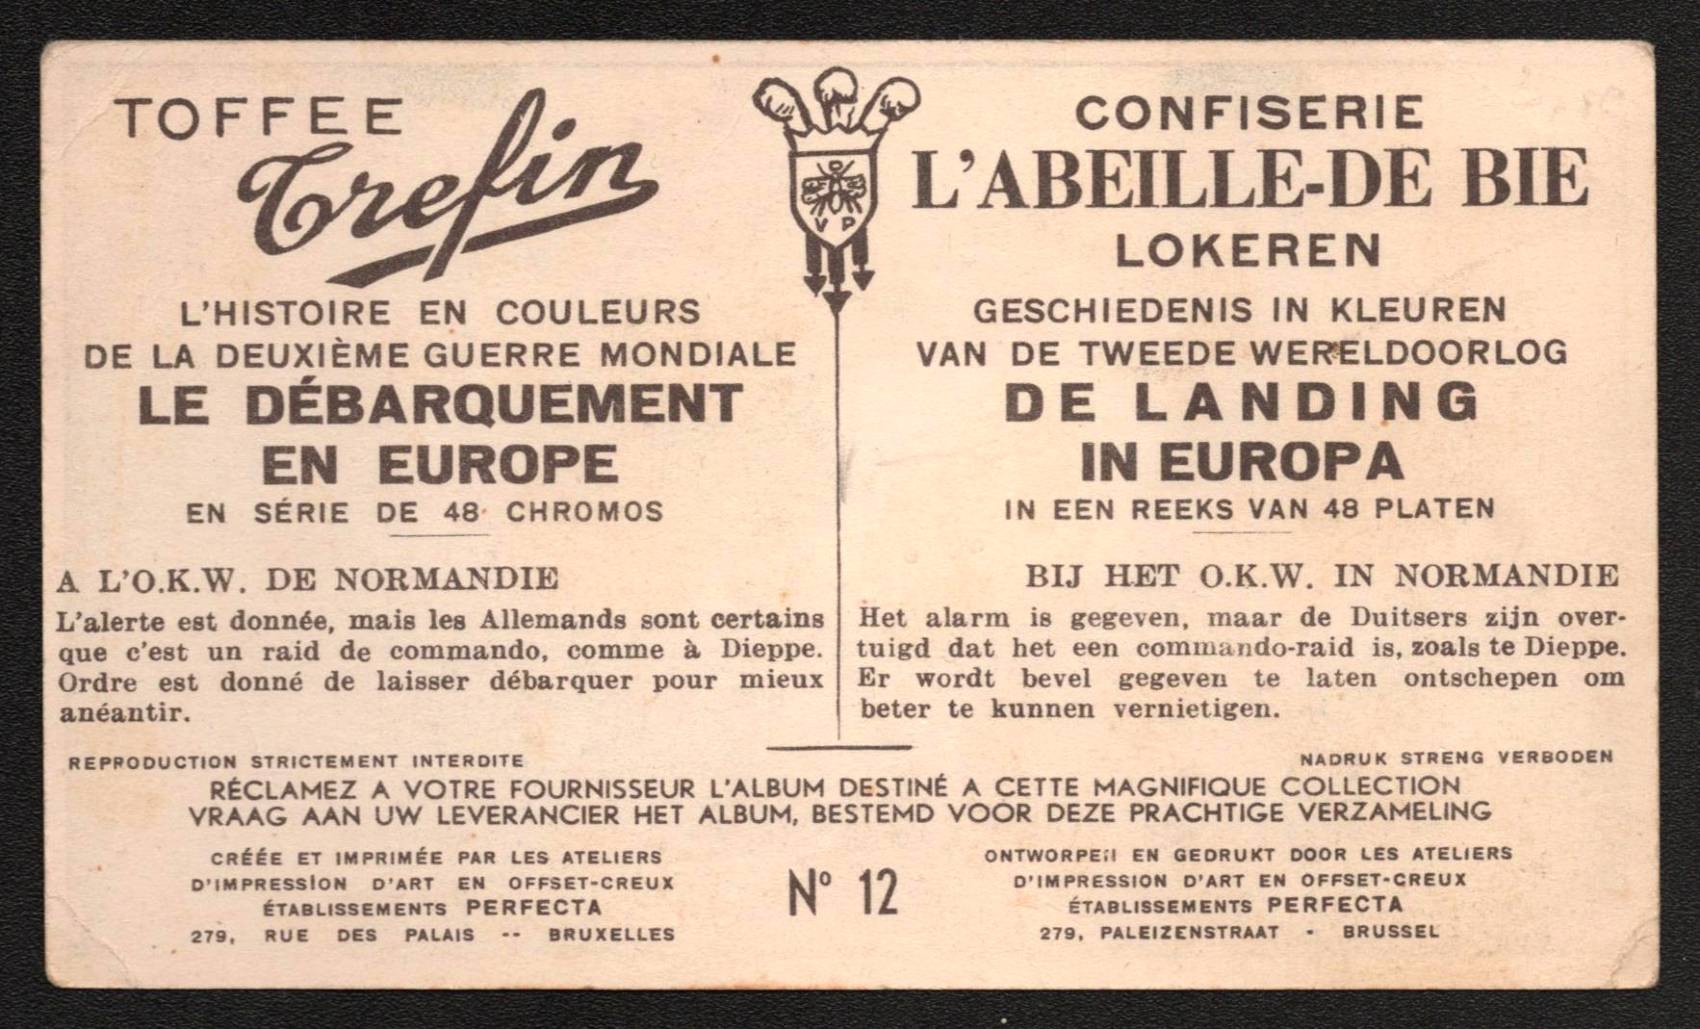 TOFFEE
Trefin
L'HISTOIRE EN COULEURS
DE LA DEUXIÈME GUERRE MONDIALE
LE DÉBARQUEMENT
EN EUROPE
EN SÉRIE DE 48 CHROMOS
A L'O.K.W. DE NORMANDIE
L'alerte est donnée, mais les Allemands sont certains
que c'est un raid de commando, comme à Dieppe.
Ordre est donné de laisser débarquer pour mieux
anéantir.
REPRODUCTION STRICTEMENT INTERDITE
V P
CONFISERIE
L'ABEILLE-DE BIE
LOKEREN
GESCHIEDENIS IN KLEUREN
VAN DE TWEEDE WERELDOORLOG
DE LANDING
IN EUROPA
IN EEN REEKS VAN 48 PLATEN
BIJ HET O.K.W. IN NORMANDIE
Het alarm is gegeven, maar de Duitsers zijn over-
tuigd dat het een commando-raid is, zoals te Dieppe.
Er wordt bevel gegeven te laten ontschepen om
beter te kunnen vernietigen.
NADRUK STRENG VERBODEN
RÉCLAMEZ A VOTRE FOURNISSEUR L'ALBUM DESTINÉ A CETTE MAGNIFIQUE COLLECTION
VRAAG AAN UW LEVERANCIER HET ALBUM, BESTEMD VOOR DEZE PRACHTIGE VERZAMELING
CRÉÉE ET IMPRIMÉE PAR LES ATELIERS
D'IMPRESSION D'ART EN OFFSET-CREUX
ÉTABLISSEMENTS PERFECTA
279, RUE DES PALAIS -- BRUXELLES
Nº 12
ONTWORPEN EN GEDRUKT DOOR LES ATELIERS
D'IMPRESSION D'ART EN OFFSET-CREUX
ÉTABLISSEMENTS PERFECTA
279, PALEIZENSTRAAT - BRUSSEL